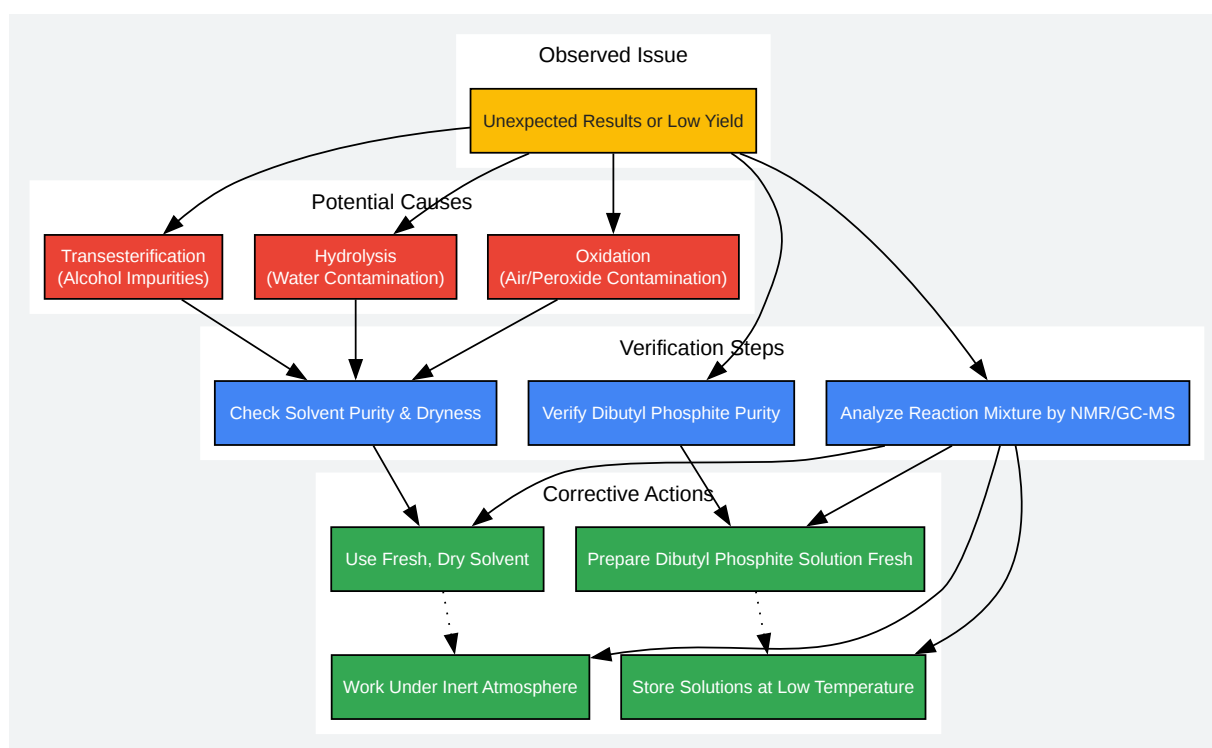 Observed Issue
Unexpected Results or Low Yield
Potential Causes
Transesterification
(Alcohol Impurities)
Hydrolysis
(Water Contamination)
Oxidation
(Air/Peroxide Contamination)
Verification Steps
Check Solvent Purity & Dryness
Verify Dibutyl Phosphite Purity
Analyze Reaction Mixture by NMR/GC-MS
Corrective Actions
Use Fresh, Dry Solvent
Prepare Dibutyl Phosphite Solution Fresh
Work Under Inert Atmosphere
Store Solutions at Low Temperature